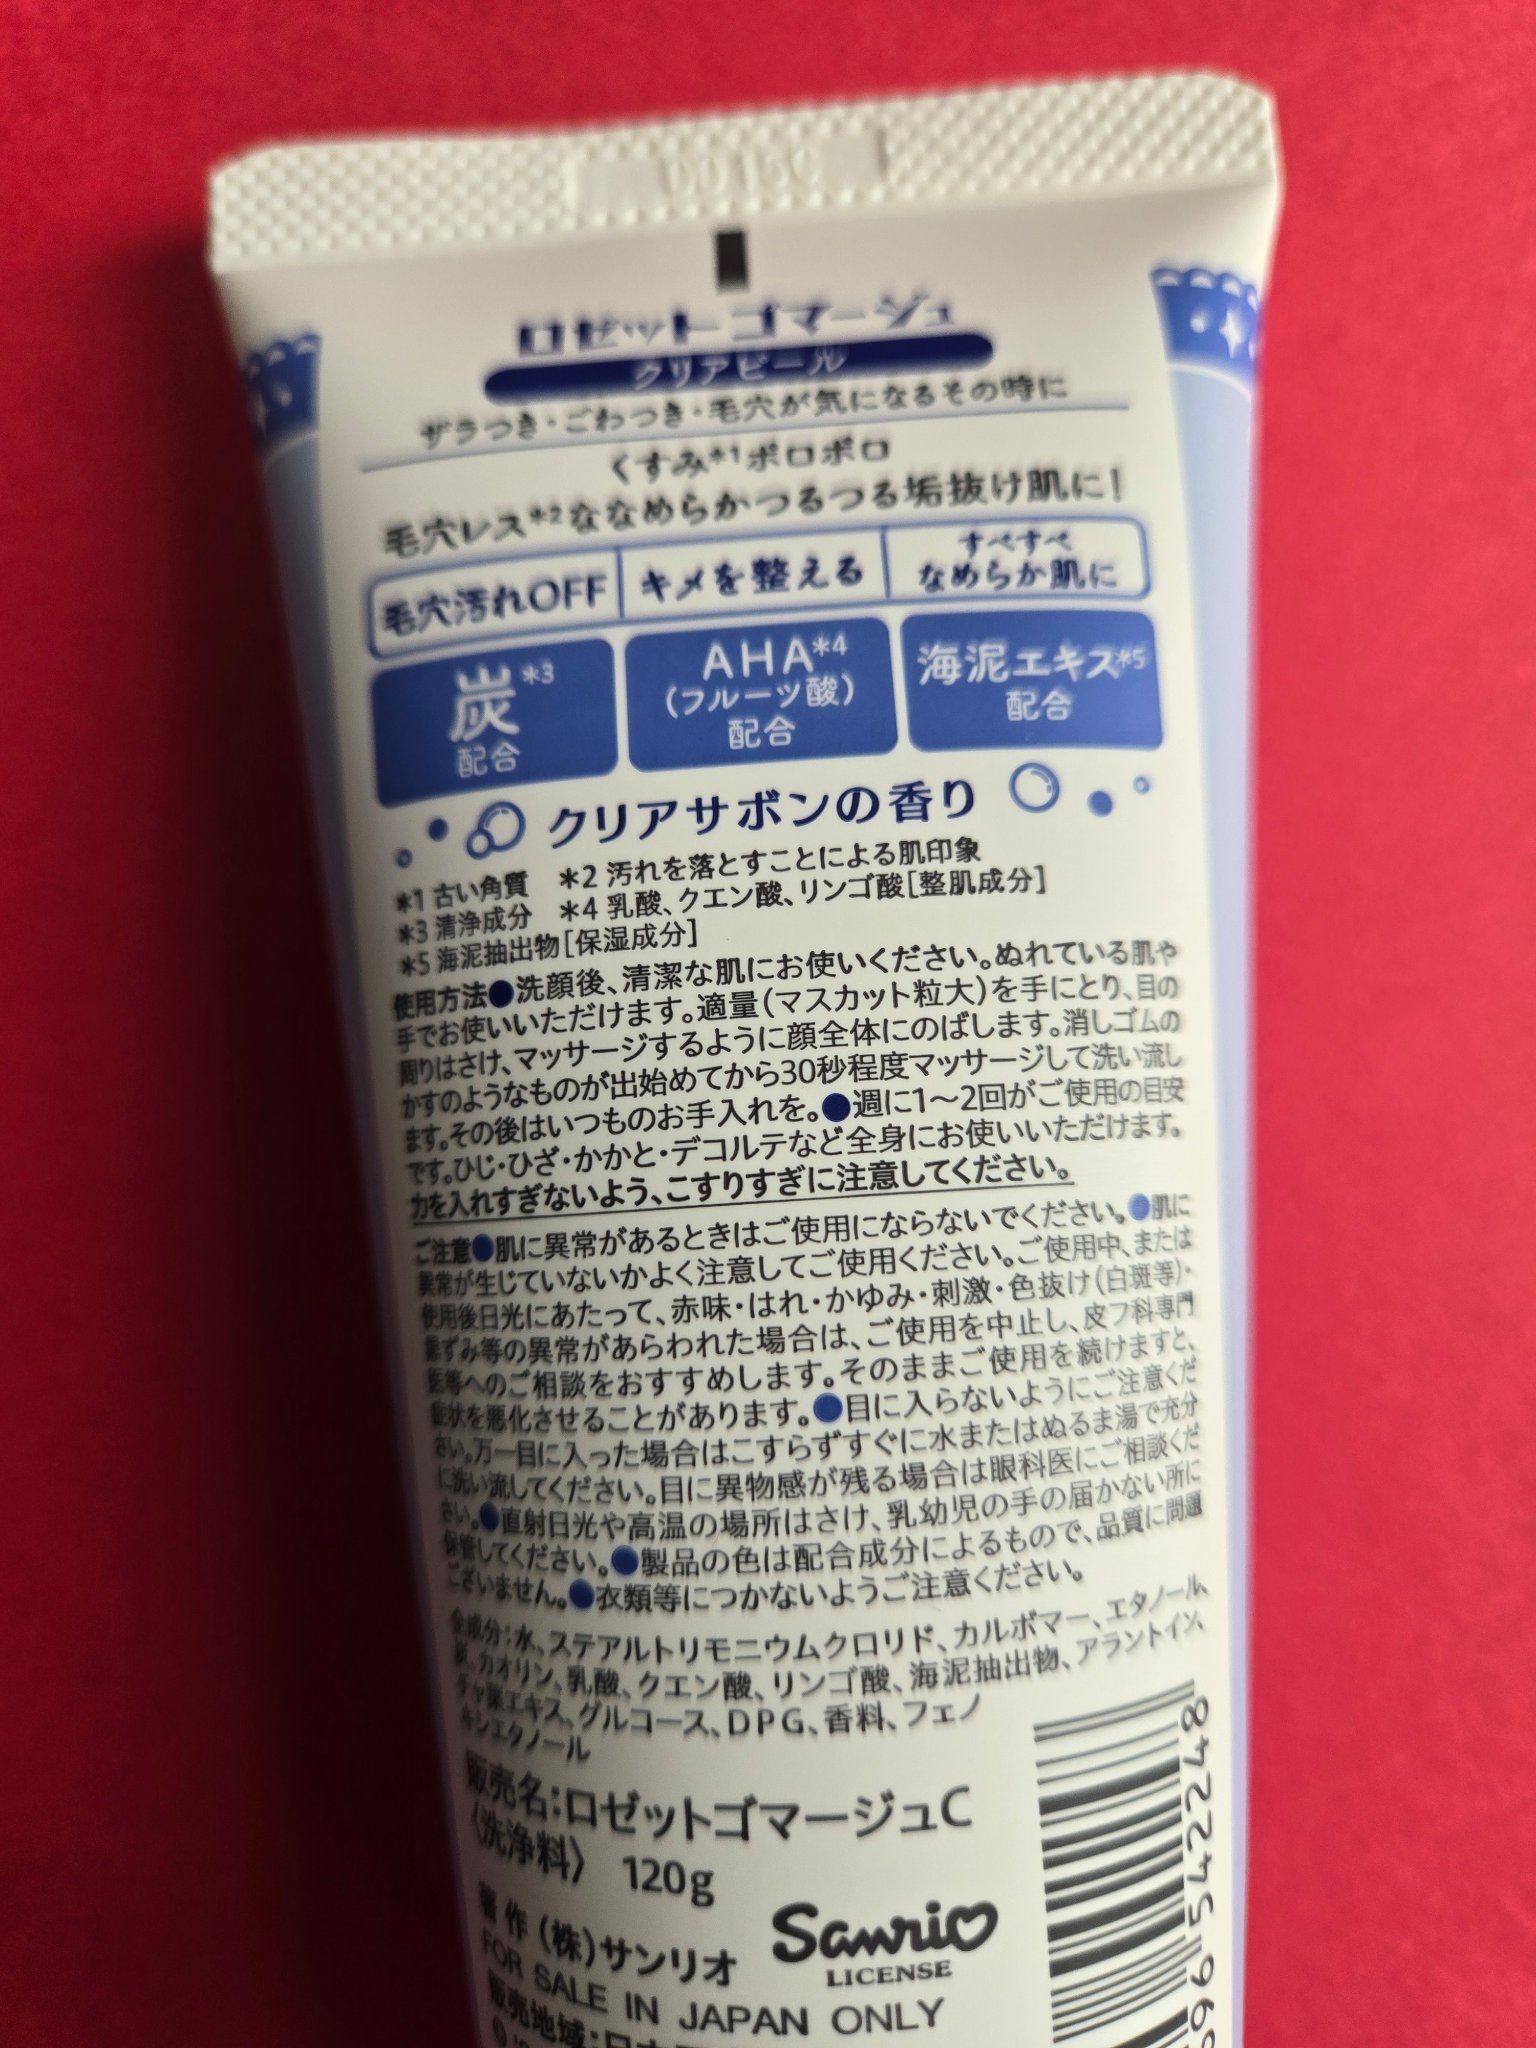 ロゼット ゴマージュ
クリアピール
ザラつき・ごわつき・毛穴が気になるその時に
くすみ*1ポロポロ
毛穴レス*2ななめらかつるつる垢抜け肌に!
毛穴汚れOFF
キメを整える
すべすべ
なめらか肌に
炭*3
配合
AHA*4
(フルーツ酸)
配合
海泥エキス*5
配合
クリアサボンの香り
*1 古い角質 *2 汚れを落とすことによる肌印象
*3 清浄成分 *4 乳酸、クエン酸、リンゴ酸[整肌成分]
*5 海泥抽出物[保湿成分]
使用方法●洗顔後、清潔な肌にお使いください。ぬれている肌や
手でお使いいただけます。適量(マスカット粒大)を手にとり、目の
周りはさけ、マッサージするように顔全体にのばします。消しゴムの
かすのようなものが出始めてから30秒程度マッサージして洗い流し
ます。その後はいつものお手入れを。●週に1～2回がご使用の目安
です。ひじ・ひざ・かかと・デコルテなど全身にお使いいただけます。
力を入れすぎないよう、こすりすぎに注意してください。
ご注意●肌に異常があるときはご使用にならないでください。●肌に
異常が生じていないかよく注意してご使用ください。ご使用中、または
使用後日光にあたって、赤味・はれ・かゆみ・刺激・色抜け(白斑等)・
黒ずみ等の異常があらわれた場合は、ご使用を中止し、皮フ科専門
医等へのご相談をおすすめします。そのままご使用を続けますと、
症状を悪化させることがあります。●目に入らないようにご注意くだ
さい。万一目に入った場合はこすらずすぐに水またはぬるま湯で充分
に洗い流してください。目に異物感が残る場合は眼科医にご相談くだ
さい。●直射日光や高温の場所はさけ、乳幼児の手の届かない所に
保管してください。●製品の色は配合成分によるもので、品質に問題
ございません。●衣類等につかないようご注意ください。
全成分:水、ステアルトリモニウムクロリド、カルボマー、エタノール、
炭、カオリン、乳酸、クエン酸、リンゴ酸、海泥抽出物、アラントイン、
チャ葉エキス、グルコース、DPG、香料、フェノ
キシエタノール
販売名:ロゼットゴマージュC
〈洗浄料〉 120g
著作 (株)サンリオ
Sanrio
LICENSE
FOR SALE IN JAPAN ONLY
販売地域:日本
96 542248